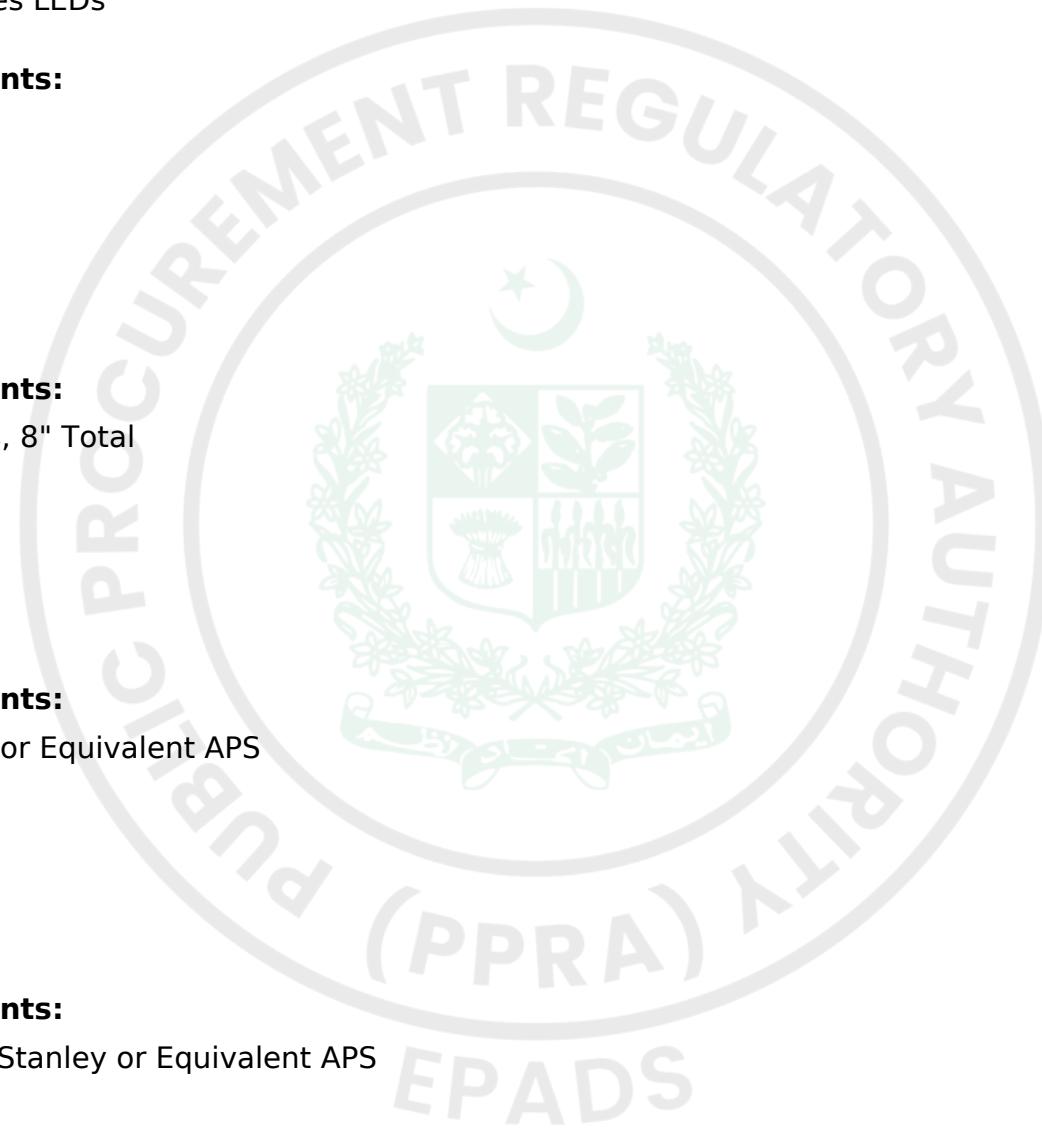 es LEDs
nts:
nts:
, 8" Total
nts:
or Equivalent APS
nts:
Stanley or Equivalent APS
PUBLIC PROCUREMENT REGULATORY AUTHORITY
(PPRA)
EPADS